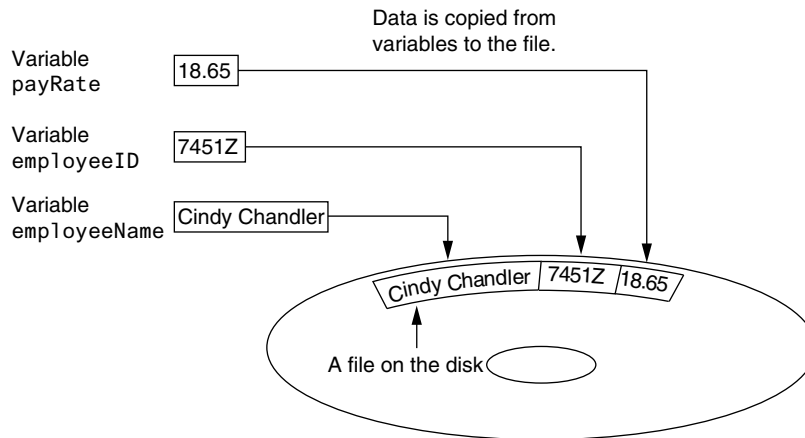 Data is copied from
variables to the file.
Variable
payRate
18.65
Variable
employeeID
7451Z
Variable
employeeName
Cindy Chandler
Cindy Chandler 7451Z 18.65
A file on the disk